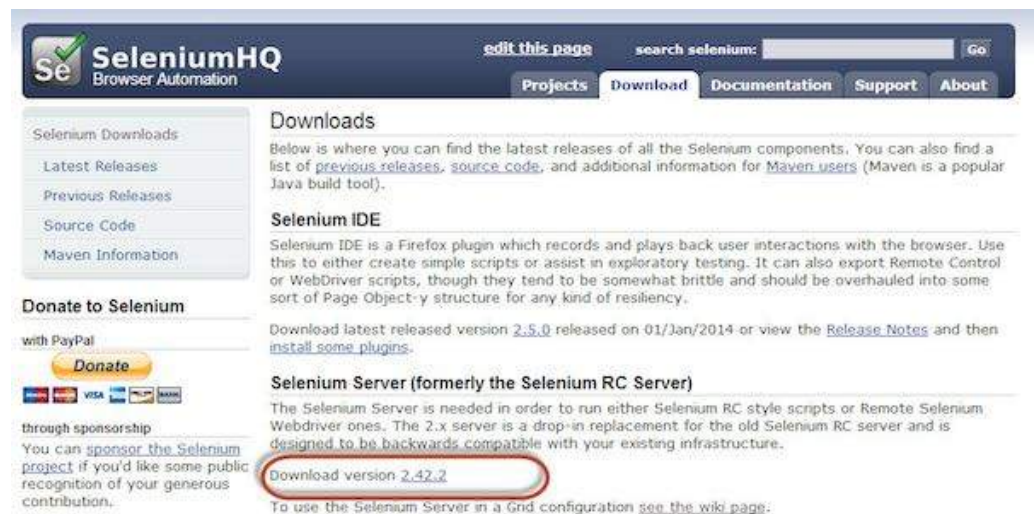 Se
SeleniumHQ
Browser Automation
edit this page
search selenium:
Go
Projects
Download
Documentation
Support
About
Selenium Downloads
Latest Releases
Previous Releases
Source Code
Maven Information
Donate to Selenium
with PayPal
Donate
VISA
through sponsorship
You can sponsor the Selenium
project if you'd like some public
recognition of your generous
contribution.
Downloads
Below is where you can find the latest releases of all the Selenium components. You can also find a
list of previous releases, source code, and additional information for Maven users (Maven is a popular
Java build tool).
Selenium IDE
Selenium IDE is a Firefox plugin which records and plays back user interactions with the browser. Use
this to either create simple scripts or assist in exploratory testing. It can also export Remote Control
or WebDriver scripts, though they tend to be somewhat brittle and should be overhauled into some
sort of Page Object-y structure for any kind of resiliency.
Download latest released version 2.5.0 released on 01/Jan/2014 or view the Release Notes and then
install some plugins.
Selenium Server (formerly the Selenium RC Server)
The Selenium Server is needed in order to run either Selenium RC style scripts or Remote Selenium
Webdriver ones. The 2.x server is a drop-in replacement for the old Selenium RC server and is
designed to be backwards compatible with your existing infrastructure.
Download version 2.42.2
To use the Selenium Server in a Grid configuration see the wiki page.